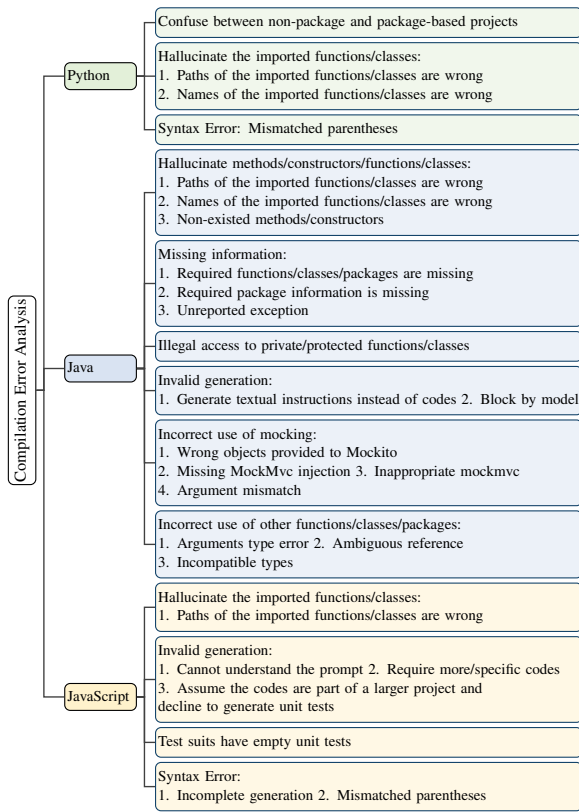 Compilation Error Analysis
Python
Confuse between non-package and package-based projects
Hallucinate the imported functions/classes:
1. Paths of the imported functions/classes are wrong
2. Names of the imported functions/classes are wrong
Syntax Error: Mismatched parentheses
Java
Hallucinate methods/constructors/functions/classes:
1. Paths of the imported functions/classes are wrong
2. Names of the imported functions/classes are wrong
3. Non-existed methods/constructors
Missing information:
1. Required functions/classes/packages are missing
2. Required package information is missing
3. Unreported exception
Illegal access to private/protected functions/classes
Invalid generation:
1. Generate textual instructions instead of codes 2. Block by model
Incorrect use of mocking:
1. Wrong objects provided to Mockito
2. Missing MockMvc injection 3. Inappropriate mockmvc
4. Argument mismatch
Incorrect use of other functions/classes/packages:
1. Arguments type error 2. Ambiguous reference
3. Incompatible types
JavaScript
Hallucinate the imported functions/classes:
1. Paths of the imported functions/classes are wrong
Invalid generation:
1. Cannot understand the prompt 2. Require more/specific codes
3. Assume the codes are part of a larger project and
decline to generate unit tests
Test suits have empty unit tests
Syntax Error:
1. Incomplete generation 2. Mismatched parentheses